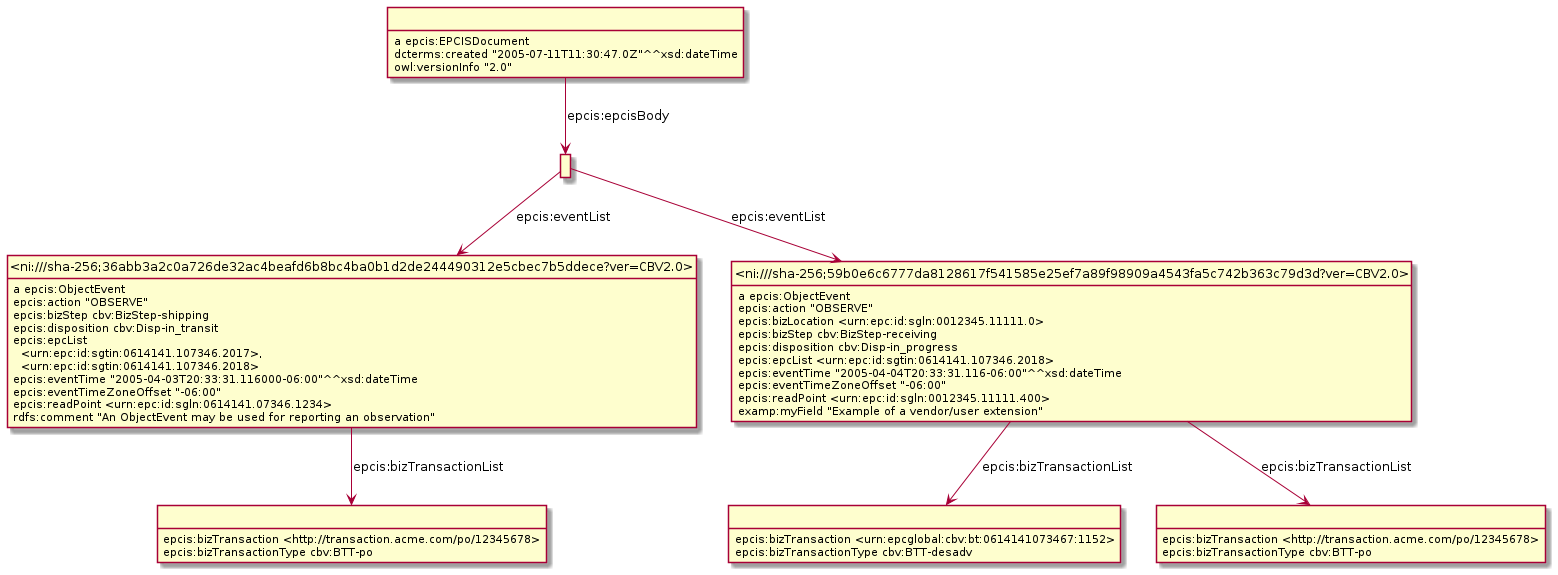 a epcis:EPCISDocument
dcterms:created "2005-07-11T11:30:47.0Z"^^xsd:dateTime
owl:versionInfo "2.0"
epcis:epcisBody
epcis:eventList
epcis:eventList
<ni:///sha-256;36abb3a2c0a726de32ac4beafd6b8bc4ba0b1d2de244490312e5cbec7b5ddece?ver=CBV2.0>
a epcis:ObjectEvent
epcis:action "OBSERVE"
epcis:bizStep cbv:BizStep-shipping
epcis:disposition cbv:Disp-in_transit
epcis:epcList
<urn:epc:id:sgtin:0614141.107346.2017>,
<urn:epc:id:sgtin:0614141.107346.2018>
epcis:eventTime "2005-04-03T20:33:31.116000-06:00"^^xsd:dateTime
epcis:eventTimeZoneOffset "-06:00"
epcis:readPoint <urn:epc:id:sgln:0614141.07346.1234>
rdfs:comment "An ObjectEvent may be used for reporting an observation"
<ni:///sha-256;59b0e6c6777da8128617f541585e25ef7a89f98909a4543fa5c742b363c79d3d?ver=CBV2.0>
a epcis:ObjectEvent
epcis:action "OBSERVE"
epcis:bizLocation <urn:epc:id:sgln:0012345.11111.0>
epcis:bizStep cbv:BizStep-receiving
epcis:disposition cbv:Disp-in_progress
epcis:epcList <urn:epc:id:sgtin:0614141.107346.2018>
epcis:eventTime "2005-04-04T20:33:31.116-06:00"^^xsd:dateTime
epcis:eventTimeZoneOffset "-06:00"
epcis:readPoint <urn:epc:id:sgln:0012345.11111.400>
examp:myField "Example of a vendor/user extension"
epcis:bizTransactionList
epcis:bizTransactionList
epcis:bizTransactionList
epcis:bizTransaction <http://transaction.acme.com/po/12345678>
epcis:bizTransactionType cbv:BTT-po
epcis:bizTransaction <urn:epcglobal:cbv:bt:0614141073467:1152>
epcis:bizTransactionType cbv:BTT-desadv
epcis:bizTransaction <http://transaction.acme.com/po/12345678>
epcis:bizTransactionType cbv:BTT-po